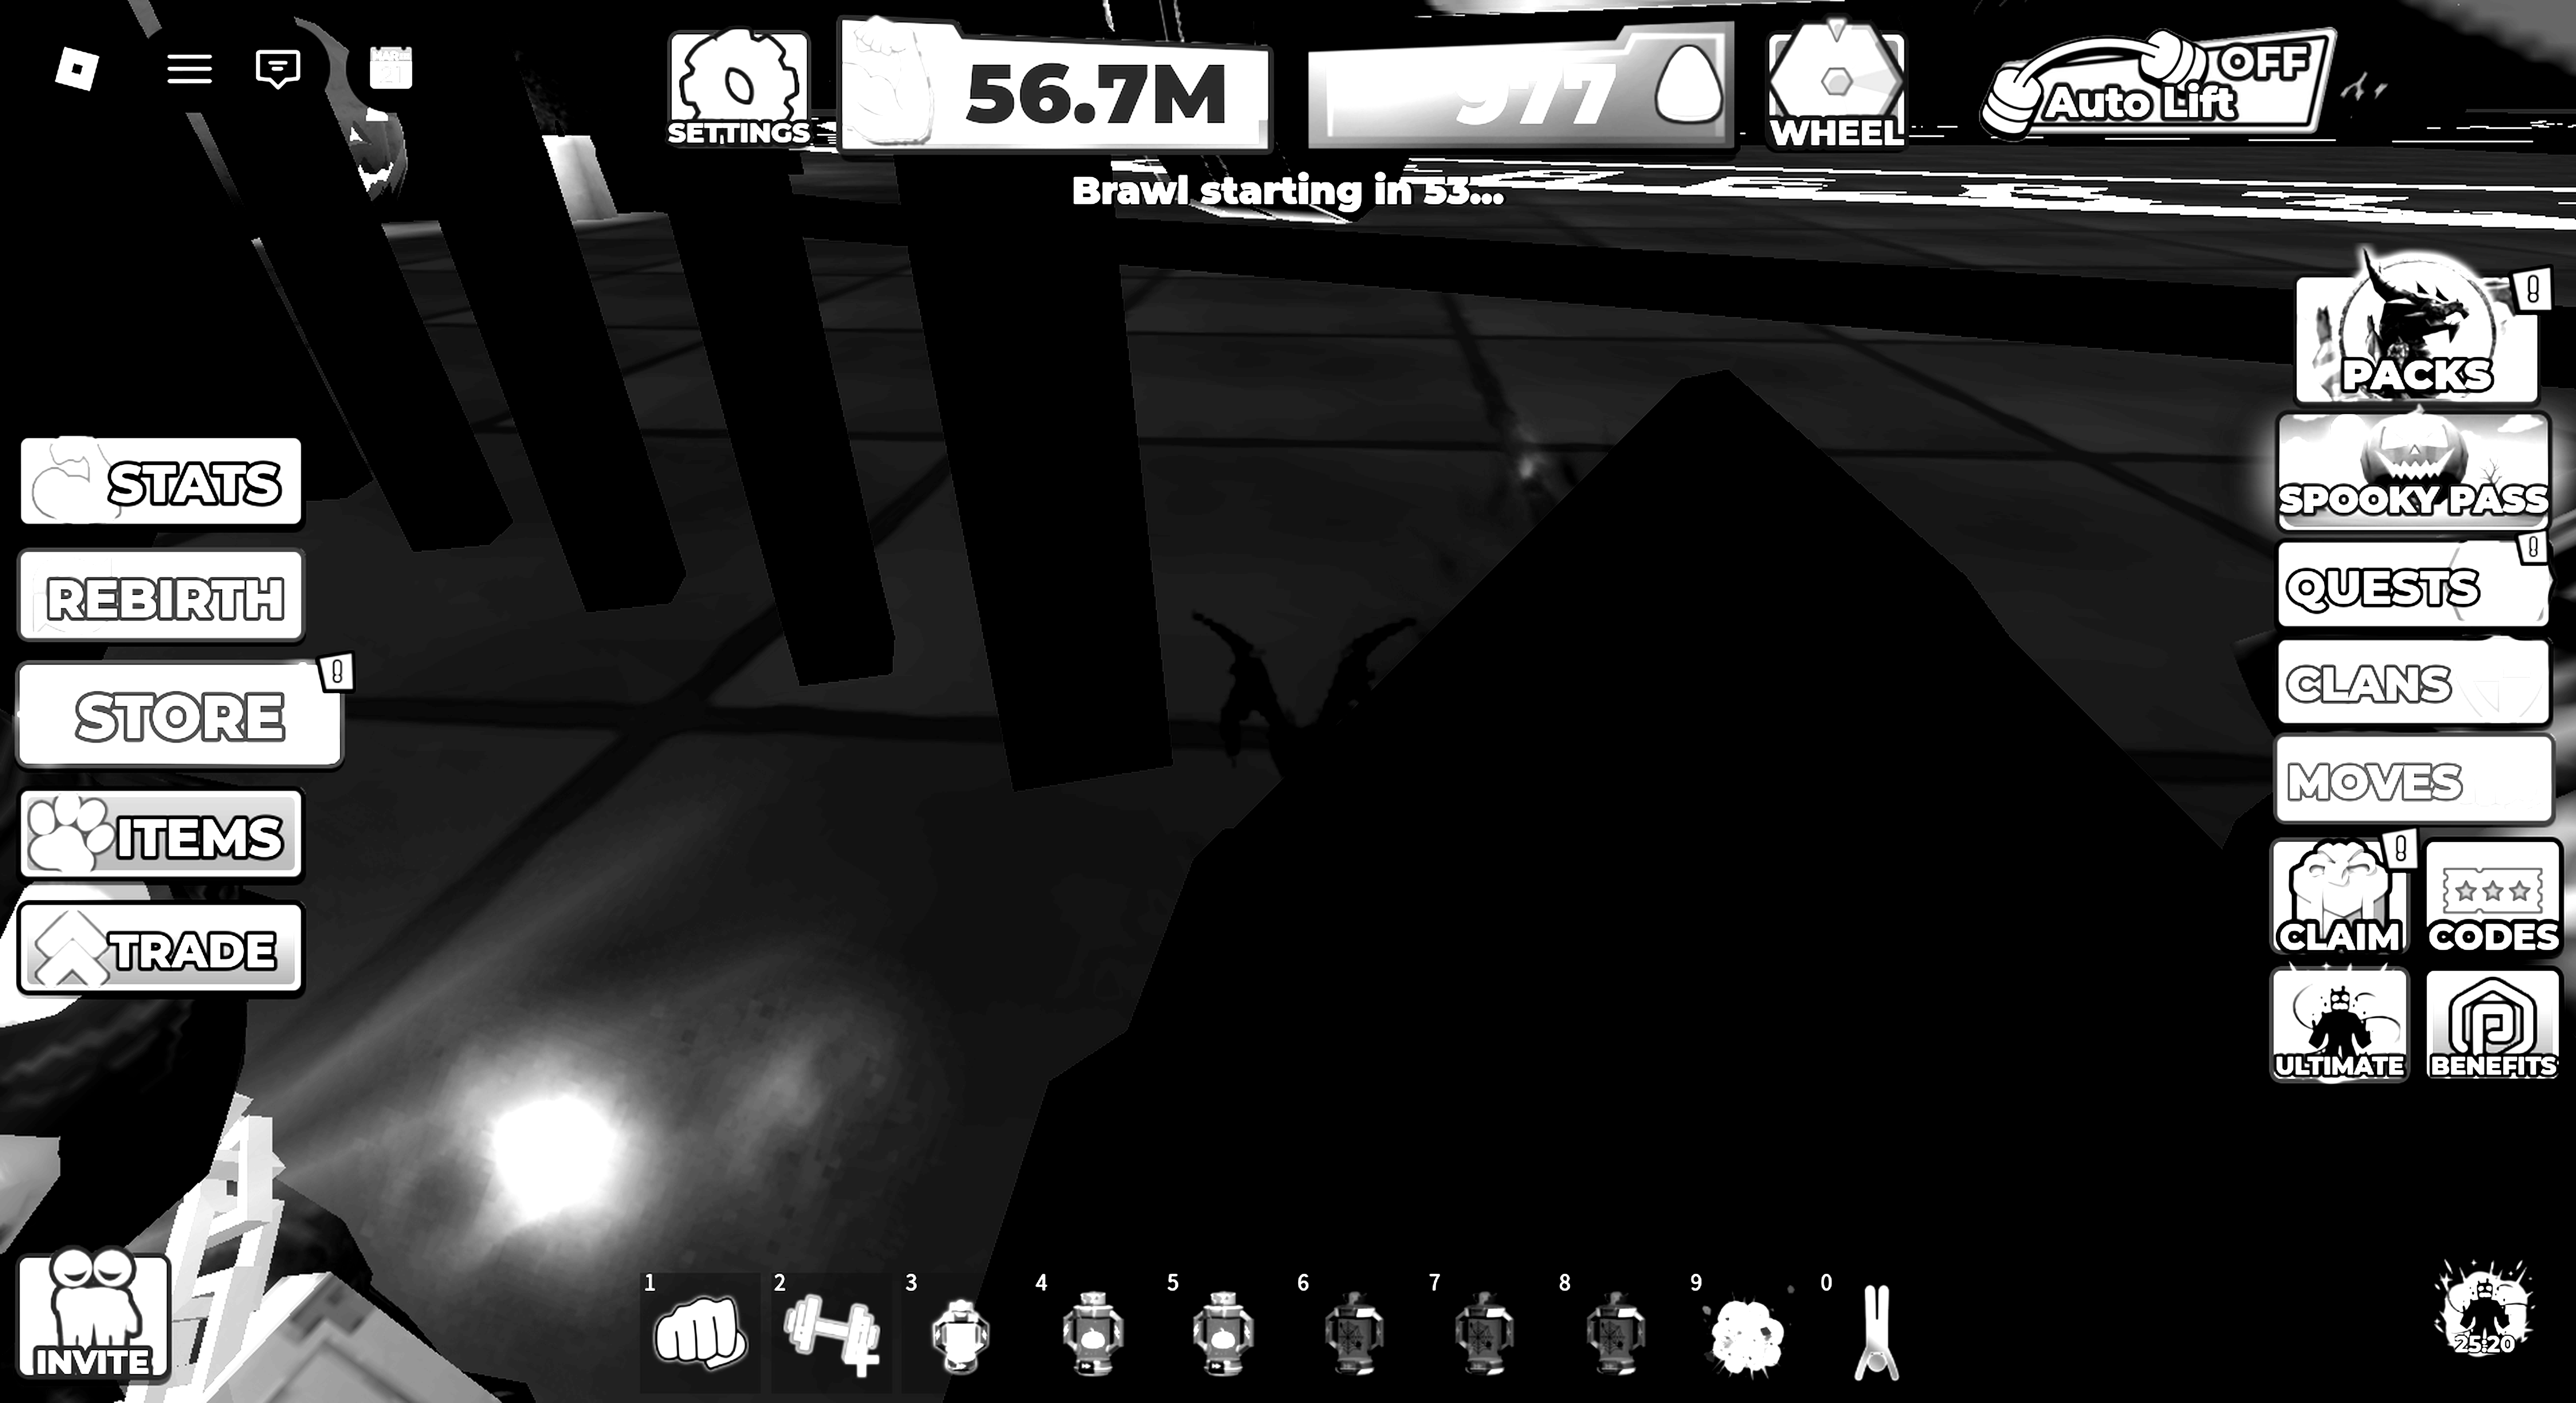 SETTINGS
56.7M
977
WHEEL
OFF
Auto Lift
Brawl starting in 53...
PACKS
SPOOKY PASS
QUESTS
CLANS
MOVES
CLAIM
CODES
ULTIMATE
BENEFITS
STATS
REBIRTH
STORE
ITEMS
TRADE
INVITE
1 2 3 4 5 6 7 8 9 0
25:20